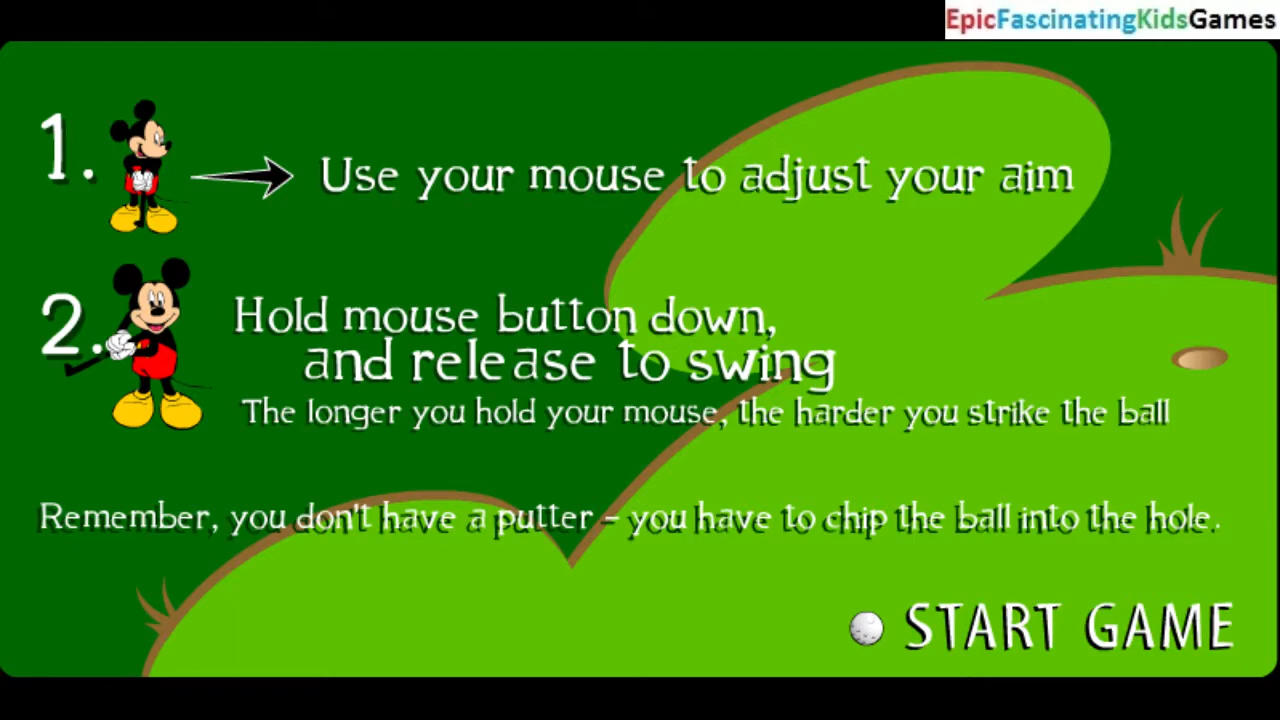 EpicFascinatingKidsGames
1.
Use your mouse to adjust your aim
2.
Hold mouse button down,
and release to swing
The longer you hold your mouse, the harder you strike the ball
Remember, you don't have a putter - you have to chip the ball into the hole.
START GAME